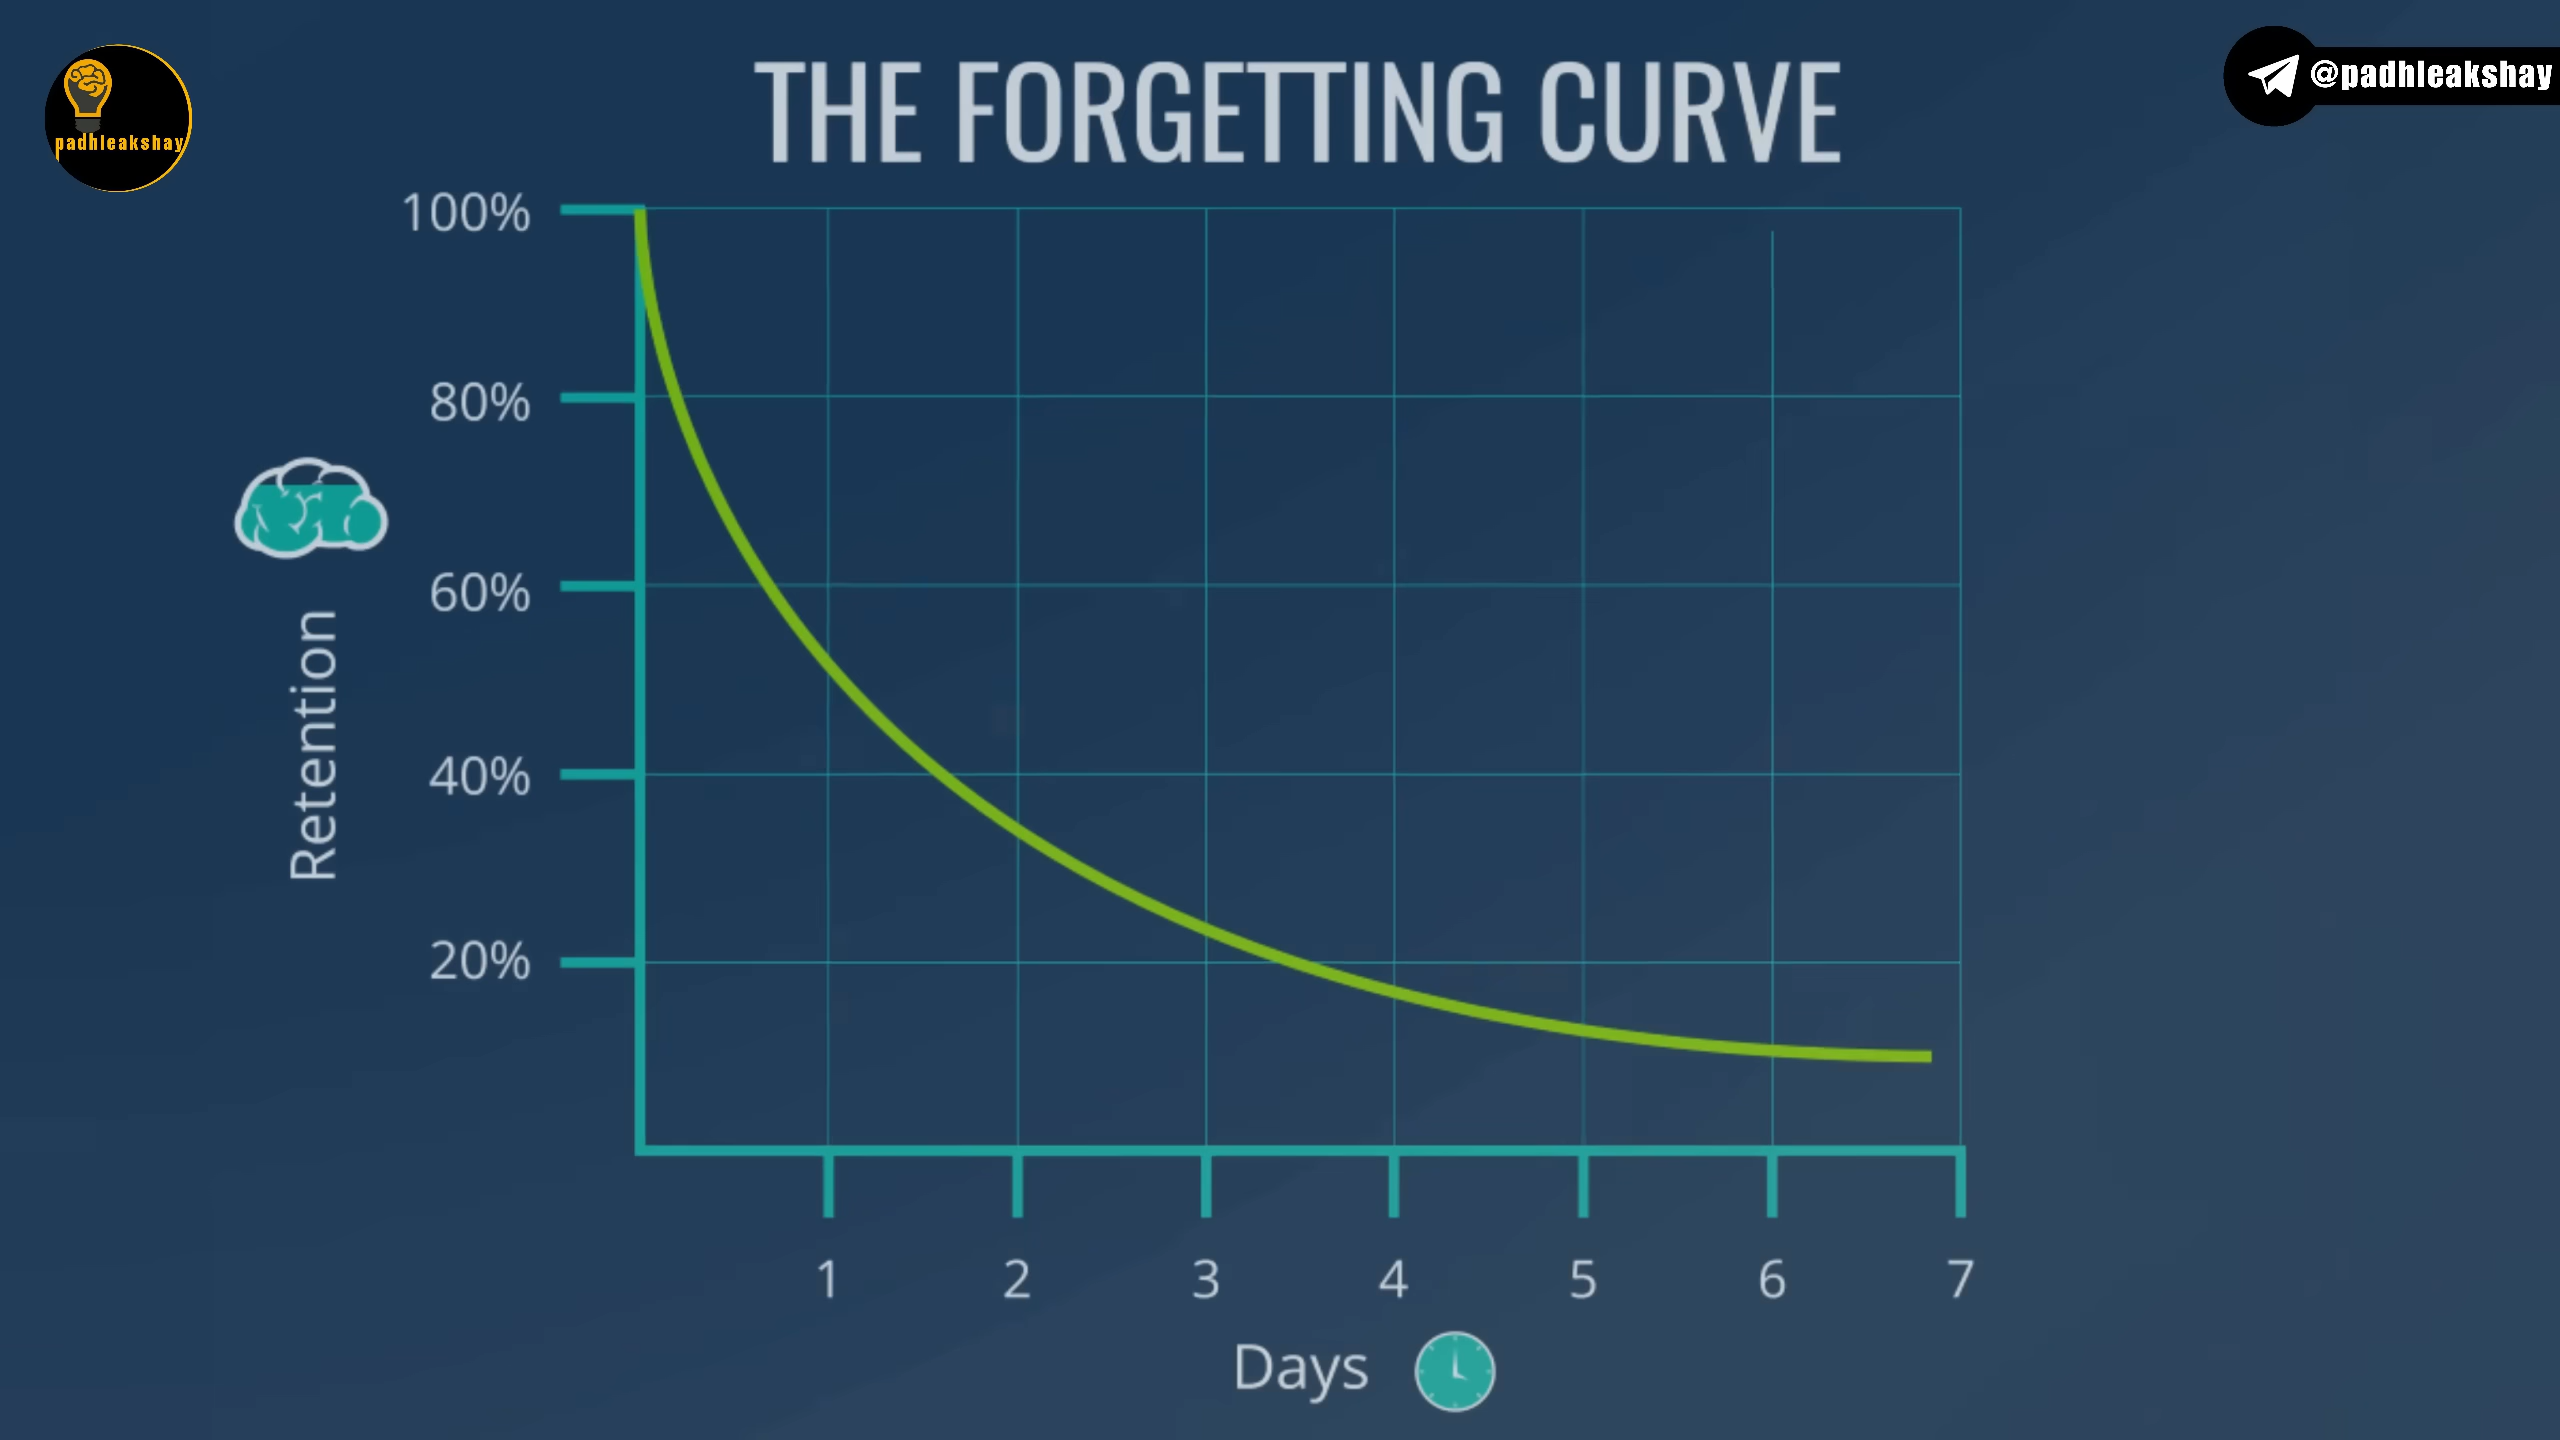 padhleakshay
@padhleakshay
THE FORGETTING CURVE
100%
80%
60%
40%
20%
Retention
1 2 3 4 5 6 7
Days